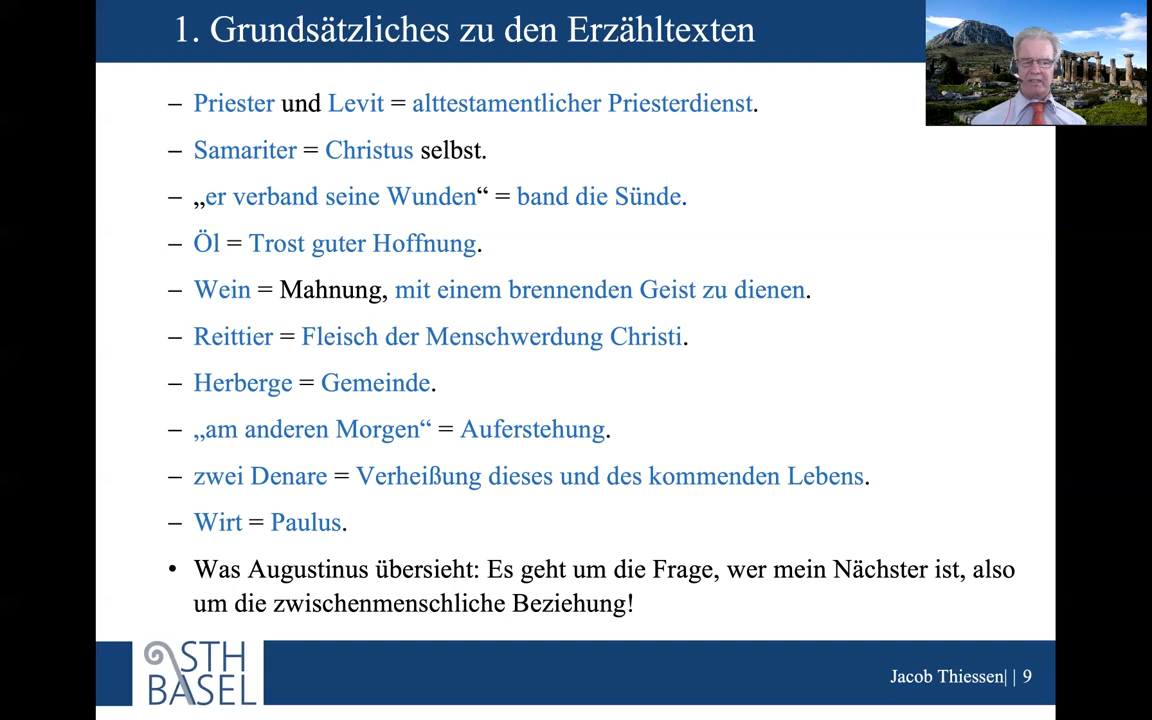 1. Grundsätzliches zu den Erzähltexten
– Priester und Levit = alttestamentlicher Priesterdienst.
– Samariter = Christus selbst.
– „er verband seine Wunden“ = band die Sünde.
– Öl = Trost guter Hoffnung.
– Wein = Mahnung, mit einem brennenden Geist zu dienen.
– Reittier = Fleisch der Menschwerdung Christi.
– Herberge = Gemeinde.
– „am anderen Morgen“ = Auferstehung.
– zwei Denare = Verheißung dieses und des kommenden Lebens.
– Wirt = Paulus.
• Was Augustinus übersieht: Es geht um die Frage, wer mein Nächster ist, also
um die zwischenmenschliche Beziehung!
STH
BASEL
Jacob Thiessen| | 9